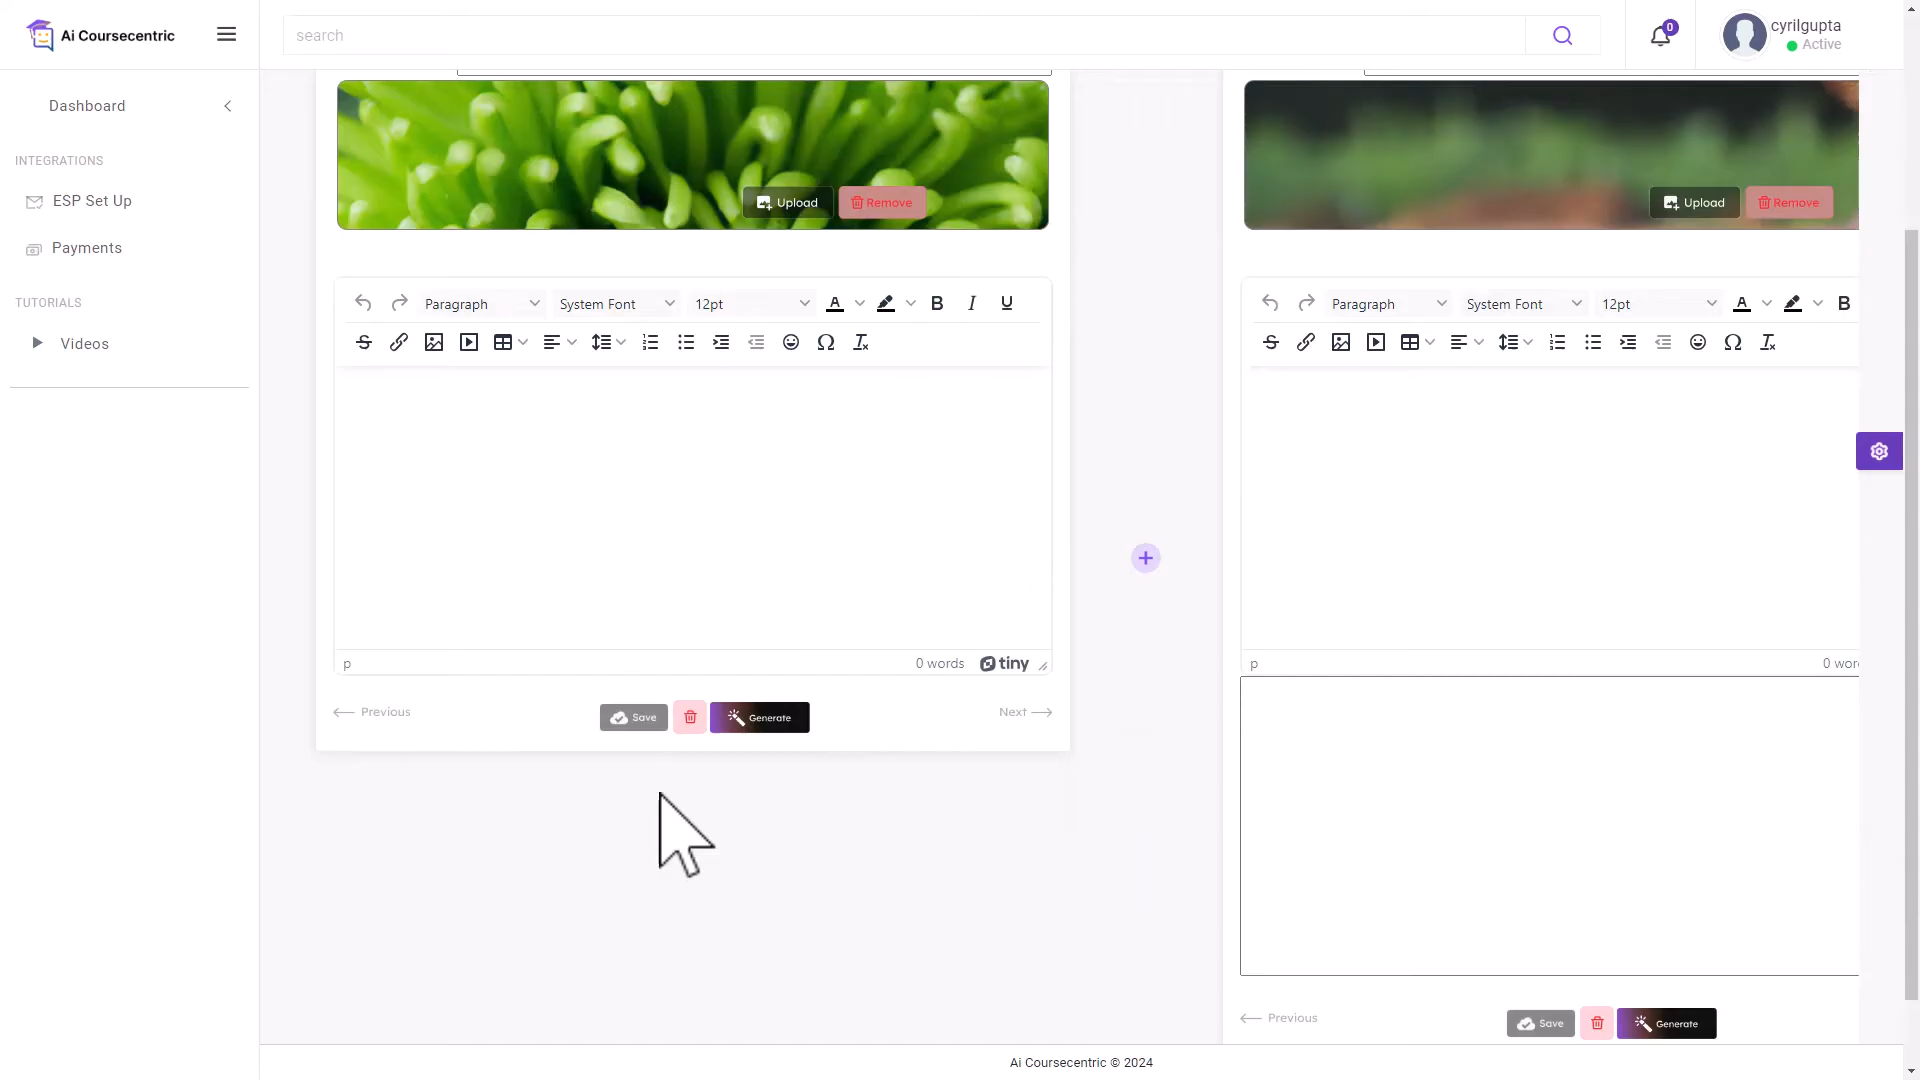 Ai Coursecentric
search
0
cyrilgupta
Active
Dashboard
INTEGRATIONS
ESP Set Up
Payments
TUTORIALS
Videos
Upload
Remove
Upload
Remove
Paragraph
System Font
12pt
Paragraph
System Font
12pt
p
0 words
tiny
p
0 wor
Previous
Save
Generate
Next
Previous
Save
Generate
Ai Coursecentric © 2024